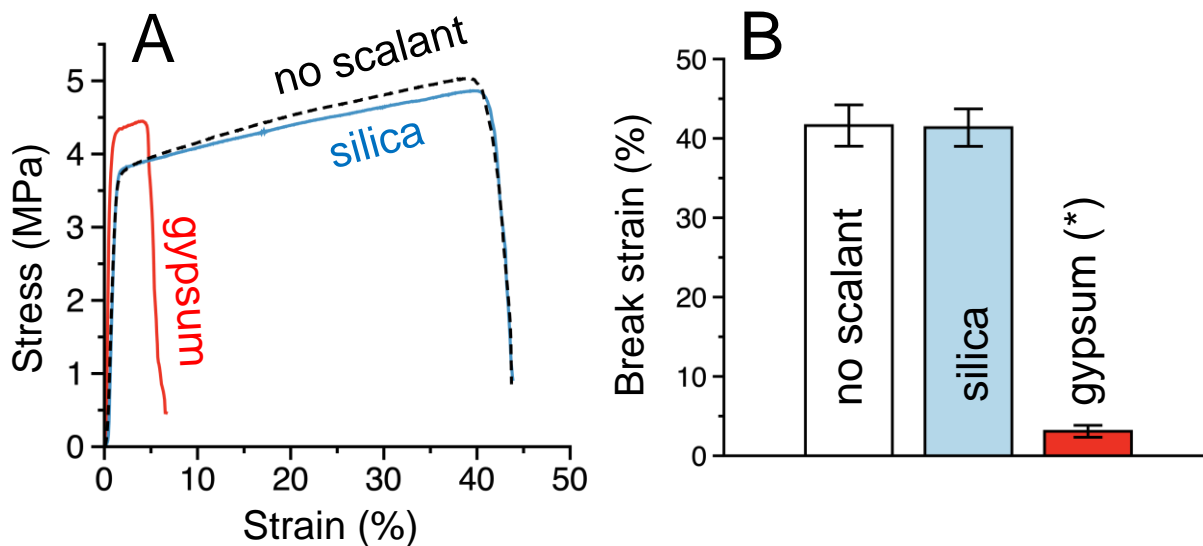 A
no scalant
silica
gypsum
Stress (MPa)
5
4
3
2
1
0
0 10 20 30 40 50
Strain (%)
B
Break strain (%)
50
40
30
20
10
0
no scalant
silica
gypsum (*)